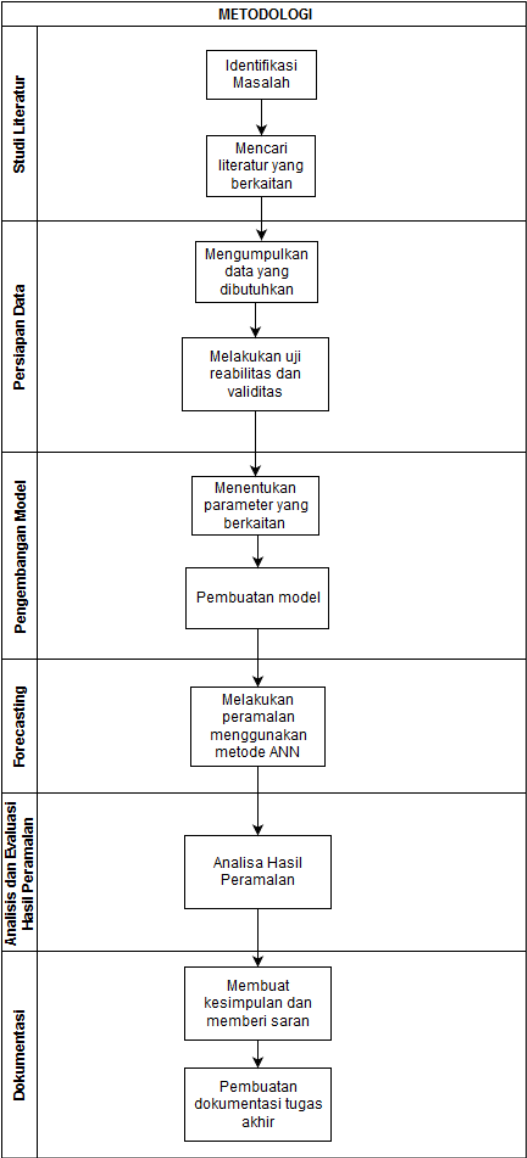 METODOLOGI
Studi Literatur
Identifikasi
Masalah
Mencari
literatur yang
berkaitan
Persiapan Data
Mengumpulkan
data yang
dibutuhkan
Melakukan uji
reabilitas dan
validitas
Pengembangan Model
Menentukan
parameter yang
berkaitan
Pembuatan model
Forecasting
Melakukan
peramalan
menggunakan
metode ANN
Analisis dan Evaluasi
Hasil Peramalan
Analisa Hasil
Peramalan
Dokumentasi
Membuat
kesimpulan dan
memberi saran
Pembuatan
dokumentasi tugas
akhir